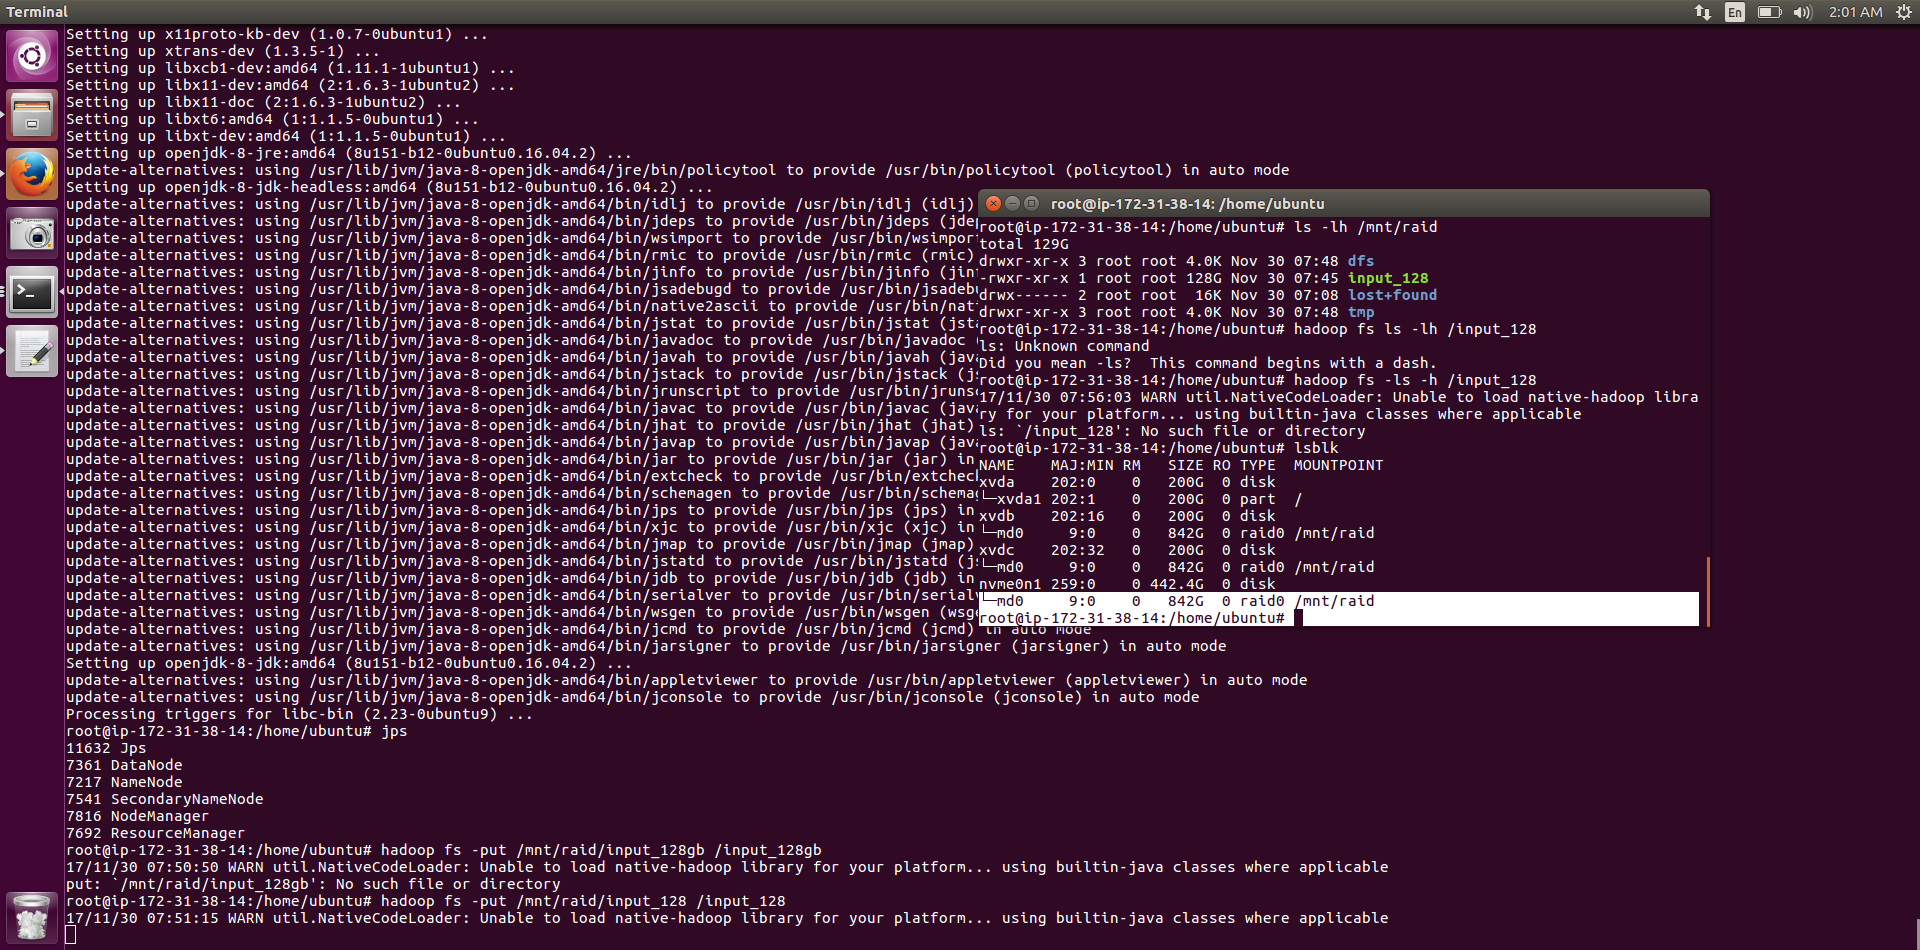 Terminal
En
2:01 AM
Setting up x11proto-kb-dev (1.0.7-0ubuntu1) ...
Setting up xtrans-dev (1.3.5-1) ...
Setting up libxcb1-dev:amd64 (1.11.1-1ubuntu1) ...
Setting up libx11-dev:amd64 (2:1.6.3-1ubuntu2) ...
Setting up libx11-doc (2:1.6.3-1ubuntu2) ...
Setting up libxt6:amd64 (1:1.1.5-0ubuntu1) ...
Setting up libxt-dev:amd64 (1:1.1.5-0ubuntu1) ...
Setting up openjdk-8-jre:amd64 (8u151-b12-0ubuntu0.16.04.2) ...
update-alternatives: using /usr/lib/jvm/java-8-openjdk-amd64/jre/bin/policytool to provide /usr/bin/policytool (policytool) in auto mode
Setting up openjdk-8-jdk-headless:amd64 (8u151-b12-0ubuntu0.16.04.2) ...
update-alternatives: using /usr/lib/jvm/java-8-openjdk-amd64/bin/idlj to provide /usr/bin/idlj (idlj)
update-alternatives: using /usr/lib/jvm/java-8-openjdk-amd64/bin/jdeps to provide /usr/bin/jdeps (jdep
update-alternatives: using /usr/lib/jvm/java-8-openjdk-amd64/bin/wsimport to provide /usr/bin/wsimport
update-alternatives: using /usr/lib/jvm/java-8-openjdk-amd64/bin/rmic to provide /usr/bin/rmic (rmic)
update-alternatives: using /usr/lib/jvm/java-8-openjdk-amd64/bin/jinfo to provide /usr/bin/jinfo (jinf
update-alternatives: using /usr/lib/jvm/java-8-openjdk-amd64/bin/jsadebugd to provide /usr/bin/jsadebu
update-alternatives: using /usr/lib/jvm/java-8-openjdk-amd64/bin/native2ascii to provide /usr/bin/nati
update-alternatives: using /usr/lib/jvm/java-8-openjdk-amd64/bin/jstat to provide /usr/bin/jstat (jsta
update-alternatives: using /usr/lib/jvm/java-8-openjdk-amd64/bin/javadoc to provide /usr/bin/javadoc (
update-alternatives: using /usr/lib/jvm/java-8-openjdk-amd64/bin/javah to provide /usr/bin/javah (java
update-alternatives: using /usr/lib/jvm/java-8-openjdk-amd64/bin/jstack to provide /usr/bin/jstack (js
update-alternatives: using /usr/lib/jvm/java-8-openjdk-amd64/bin/jrunscript to provide /usr/bin/jrunsc
update-alternatives: using /usr/lib/jvm/java-8-openjdk-amd64/bin/javac to provide /usr/bin/javac (java
update-alternatives: using /usr/lib/jvm/java-8-openjdk-amd64/bin/jhat to provide /usr/bin/jhat (jhat)
update-alternatives: using /usr/lib/jvm/java-8-openjdk-amd64/bin/javap to provide /usr/bin/javap (java
update-alternatives: using /usr/lib/jvm/java-8-openjdk-amd64/bin/jar to provide /usr/bin/jar (jar) in
update-alternatives: using /usr/lib/jvm/java-8-openjdk-amd64/bin/extcheck to provide /usr/bin/extcheck
update-alternatives: using /usr/lib/jvm/java-8-openjdk-amd64/bin/schemagen to provide /usr/bin/schemag
update-alternatives: using /usr/lib/jvm/java-8-openjdk-amd64/bin/jps to provide /usr/bin/jps (jps) in
update-alternatives: using /usr/lib/jvm/java-8-openjdk-amd64/bin/xjc to provide /usr/bin/xjc (xjc) in
update-alternatives: using /usr/lib/jvm/java-8-openjdk-amd64/bin/jmap to provide /usr/bin/jmap (jmap)
update-alternatives: using /usr/lib/jvm/java-8-openjdk-amd64/bin/jstatd to provide /usr/bin/jstatd (js
update-alternatives: using /usr/lib/jvm/java-8-openjdk-amd64/bin/jdb to provide /usr/bin/jdb (jdb) in
update-alternatives: using /usr/lib/jvm/java-8-openjdk-amd64/bin/serialver to provide /usr/bin/serialv
update-alternatives: using /usr/lib/jvm/java-8-openjdk-amd64/bin/wsgen to provide /usr/bin/wsgen (wsge
update-alternatives: using /usr/lib/jvm/java-8-openjdk-amd64/bin/jcmd to provide /usr/bin/jcmd (jcmd) in auto mode
update-alternatives: using /usr/lib/jvm/java-8-openjdk-amd64/bin/jarsigner to provide /usr/bin/jarsigner (jarsigner) in auto mode
Setting up openjdk-8-jdk:amd64 (8u151-b12-0ubuntu0.16.04.2) ...
update-alternatives: using /usr/lib/jvm/java-8-openjdk-amd64/bin/appletviewer to provide /usr/bin/appletviewer (appletviewer) in auto mode
update-alternatives: using /usr/lib/jvm/java-8-openjdk-amd64/bin/jconsole to provide /usr/bin/jconsole (jconsole) in auto mode
Processing triggers for libc-bin (2.23-0ubuntu9) ...
root@ip-172-31-38-14:/home/ubuntu# jps
11632 Jps
7361 DataNode
7217 NameNode
7541 SecondaryNameNode
7816 NodeManager
7692 ResourceManager
root@ip-172-31-38-14:/home/ubuntu# hadoop fs -put /mnt/raid/input_128gb /input_128gb
17/11/30 07:50:50 WARN util.NativeCodeLoader: Unable to load native-hadoop library for your platform... using builtin-java classes where applicable
put: `/mnt/raid/input_128gb': No such file or directory
root@ip-172-31-38-14:/home/ubuntu# hadoop fs -put /mnt/raid/input_128 /input_128
17/11/30 07:51:15 WARN util.NativeCodeLoader: Unable to load native-hadoop library for your platform... using builtin-java classes where applicable
root@ip-172-31-38-14: /home/ubuntu
root@ip-172-31-38-14:/home/ubuntu# ls -lh /mnt/raid
total 129G
drwxr-xr-x 3 root root 4.0K Nov 30 07:48 dfs
-rwxr-xr-x 1 root root 128G Nov 30 07:45 input_128
drwx------ 2 root root  16K Nov 30 07:08 lost+found
drwxr-xr-x 3 root root 4.0K Nov 30 07:48 tmp
root@ip-172-31-38-14:/home/ubuntu# hadoop fs ls -lh /input_128
ls: Unknown command
Did you mean -ls?  This command begins with a dash.
root@ip-172-31-38-14:/home/ubuntu# hadoop fs -ls -h /input_128
17/11/30 07:56:03 WARN util.NativeCodeLoader: Unable to load native-hadoop libra
ry for your platform... using builtin-java classes where applicable
ls: `/input_128': No such file or directory
root@ip-172-31-38-14:/home/ubuntu# lsblk
NAME    MAJ:MIN RM   SIZE RO TYPE  MOUNTPOINT
xvda    202:0    0   200G  0 disk
└─xvda1 202:1    0   200G  0 part  /
xvdb    202:16   0   200G  0 disk
└─md0     9:0    0   842G  0 raid0 /mnt/raid
xvdc    202:32   0   200G  0 disk
└─md0     9:0    0   842G  0 raid0 /mnt/raid
nvme0n1 259:0    0 442.4G  0 disk
└─md0     9:0    0   842G  0 raid0 /mnt/raid
root@ip-172-31-38-14:/home/ubuntu#